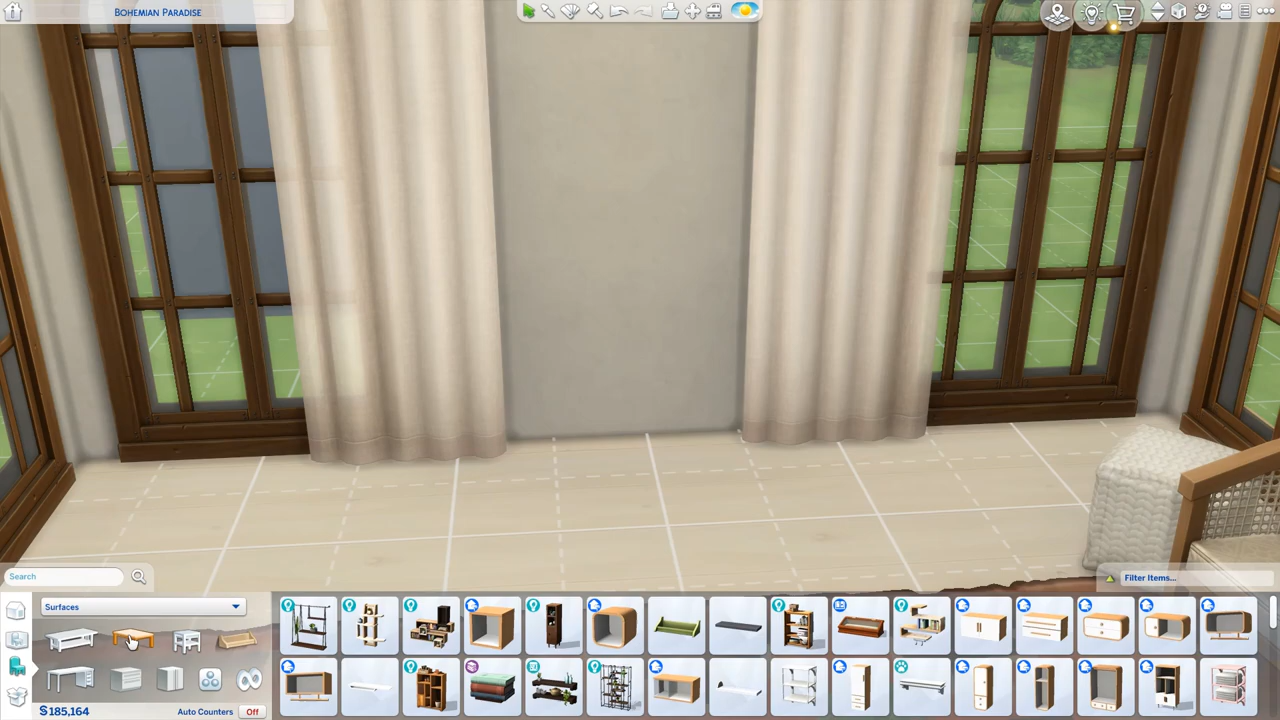 BOHEMIAN PARADISE
Search
Filter Items...
Surfaces
§185,164
Auto Counters
Off